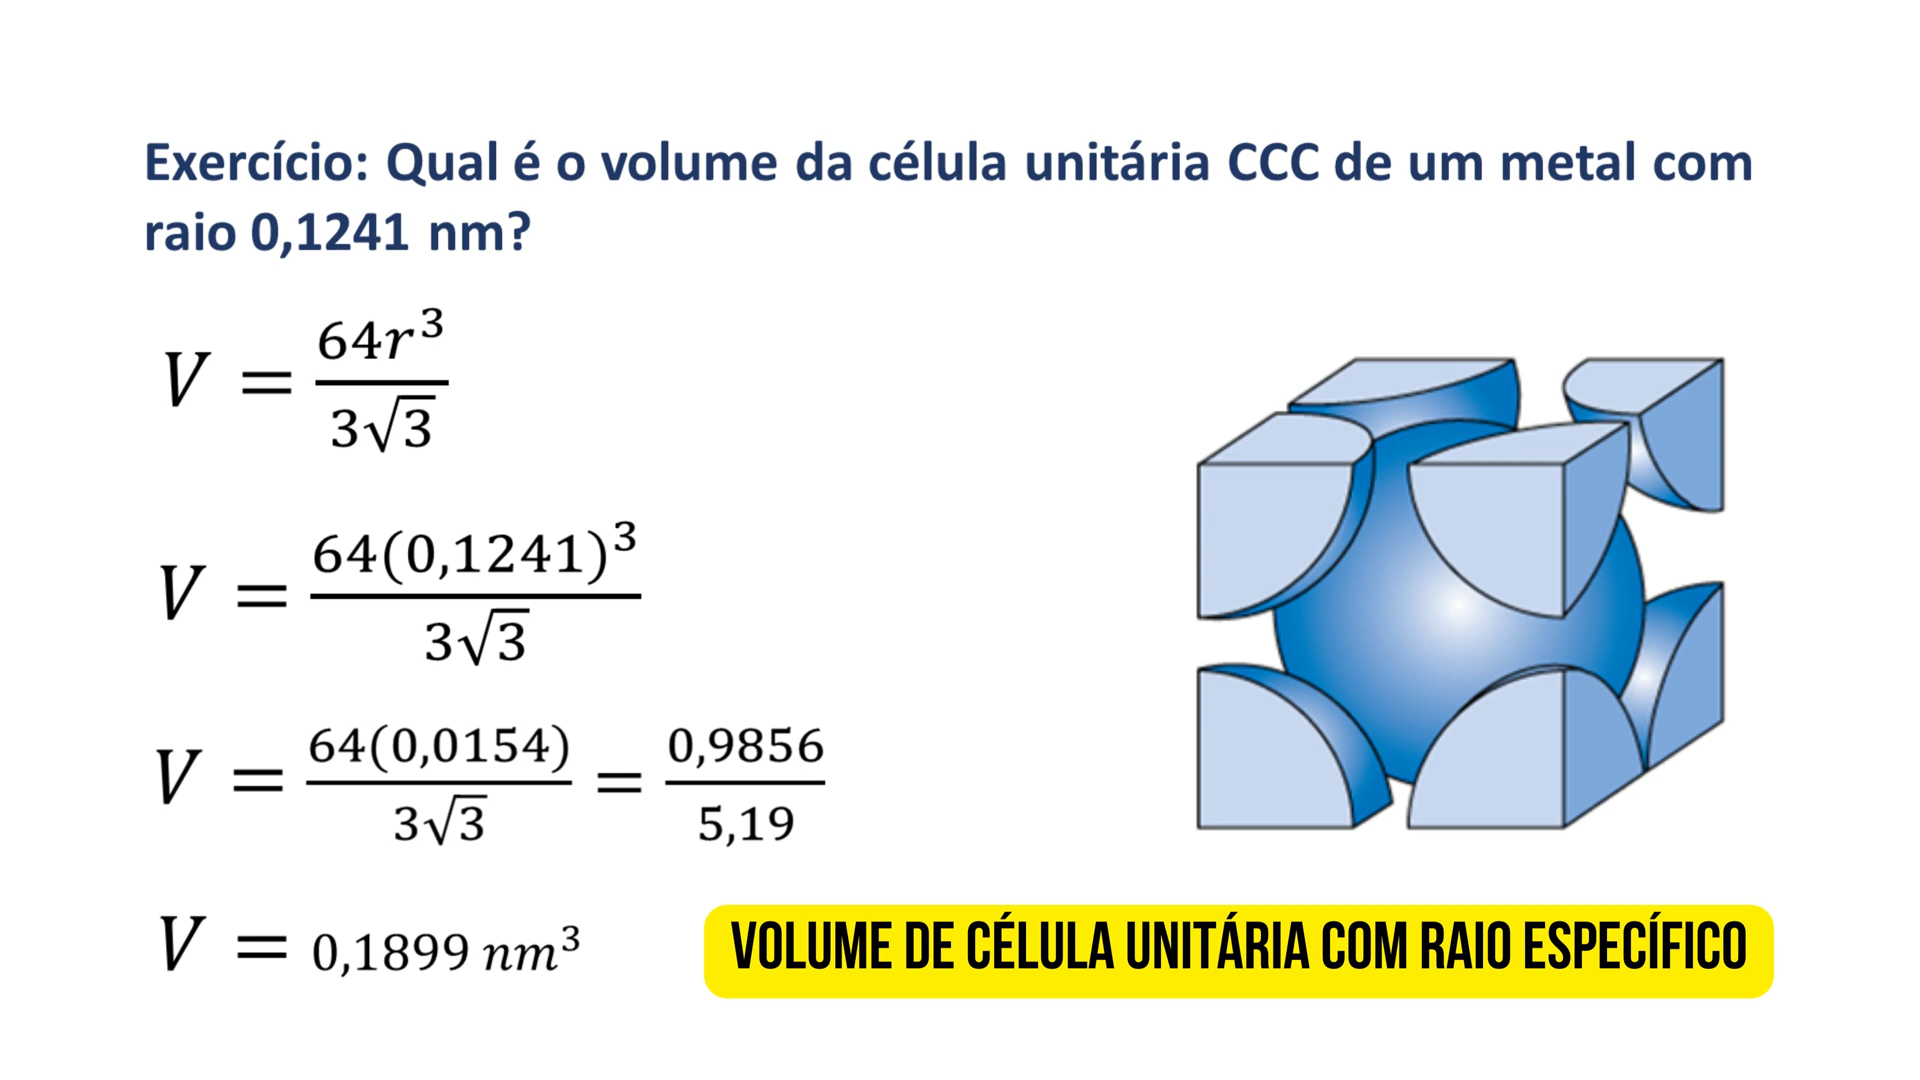 Exercício: Qual é o volume da célula unitária CCC de um metal com
raio 0,1241 nm?
V = 64r³ / 3√3
V = 64(0,1241)³ / 3√3
V = 64(0,0154) / 3√3 = 0,9856 / 5,19
V = 0,1899 nm³
VOLUME DE CÉLULA UNITÁRIA COM RAIO ESPECÍFICO